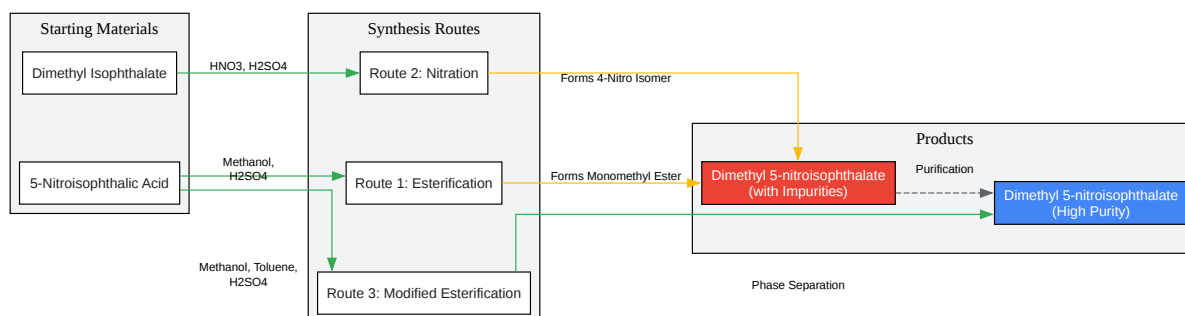 Starting Materials
Synthesis Routes
Dimethyl Isophthalate
HNO3, H2SO4
Route 2: Nitration
Forms 4-Nitro Isomer
Products
5-Nitroisophthalic Acid
Methanol,
H2SO4
Route 1: Esterification
Forms Monomethyl Ester
Dimethyl 5-nitroisophthalate
(with Impurities)
Purification
Dimethyl 5-nitroisophthalate
(High Purity)
Methanol, Toluene,
H2SO4
Route 3: Modified Esterification
Phase Separation